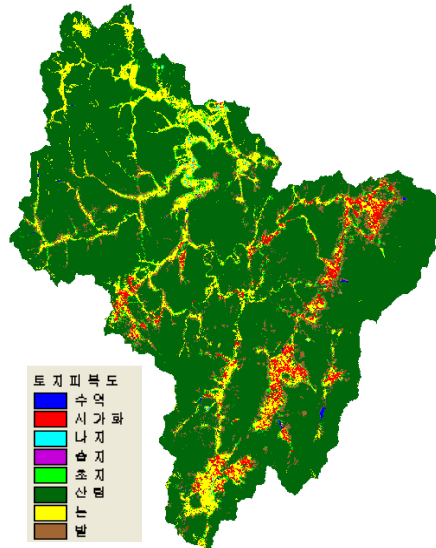 토 지 피 복 도
수 역
시 가 화
나 지
습 지
초 지
산 림
논
밭